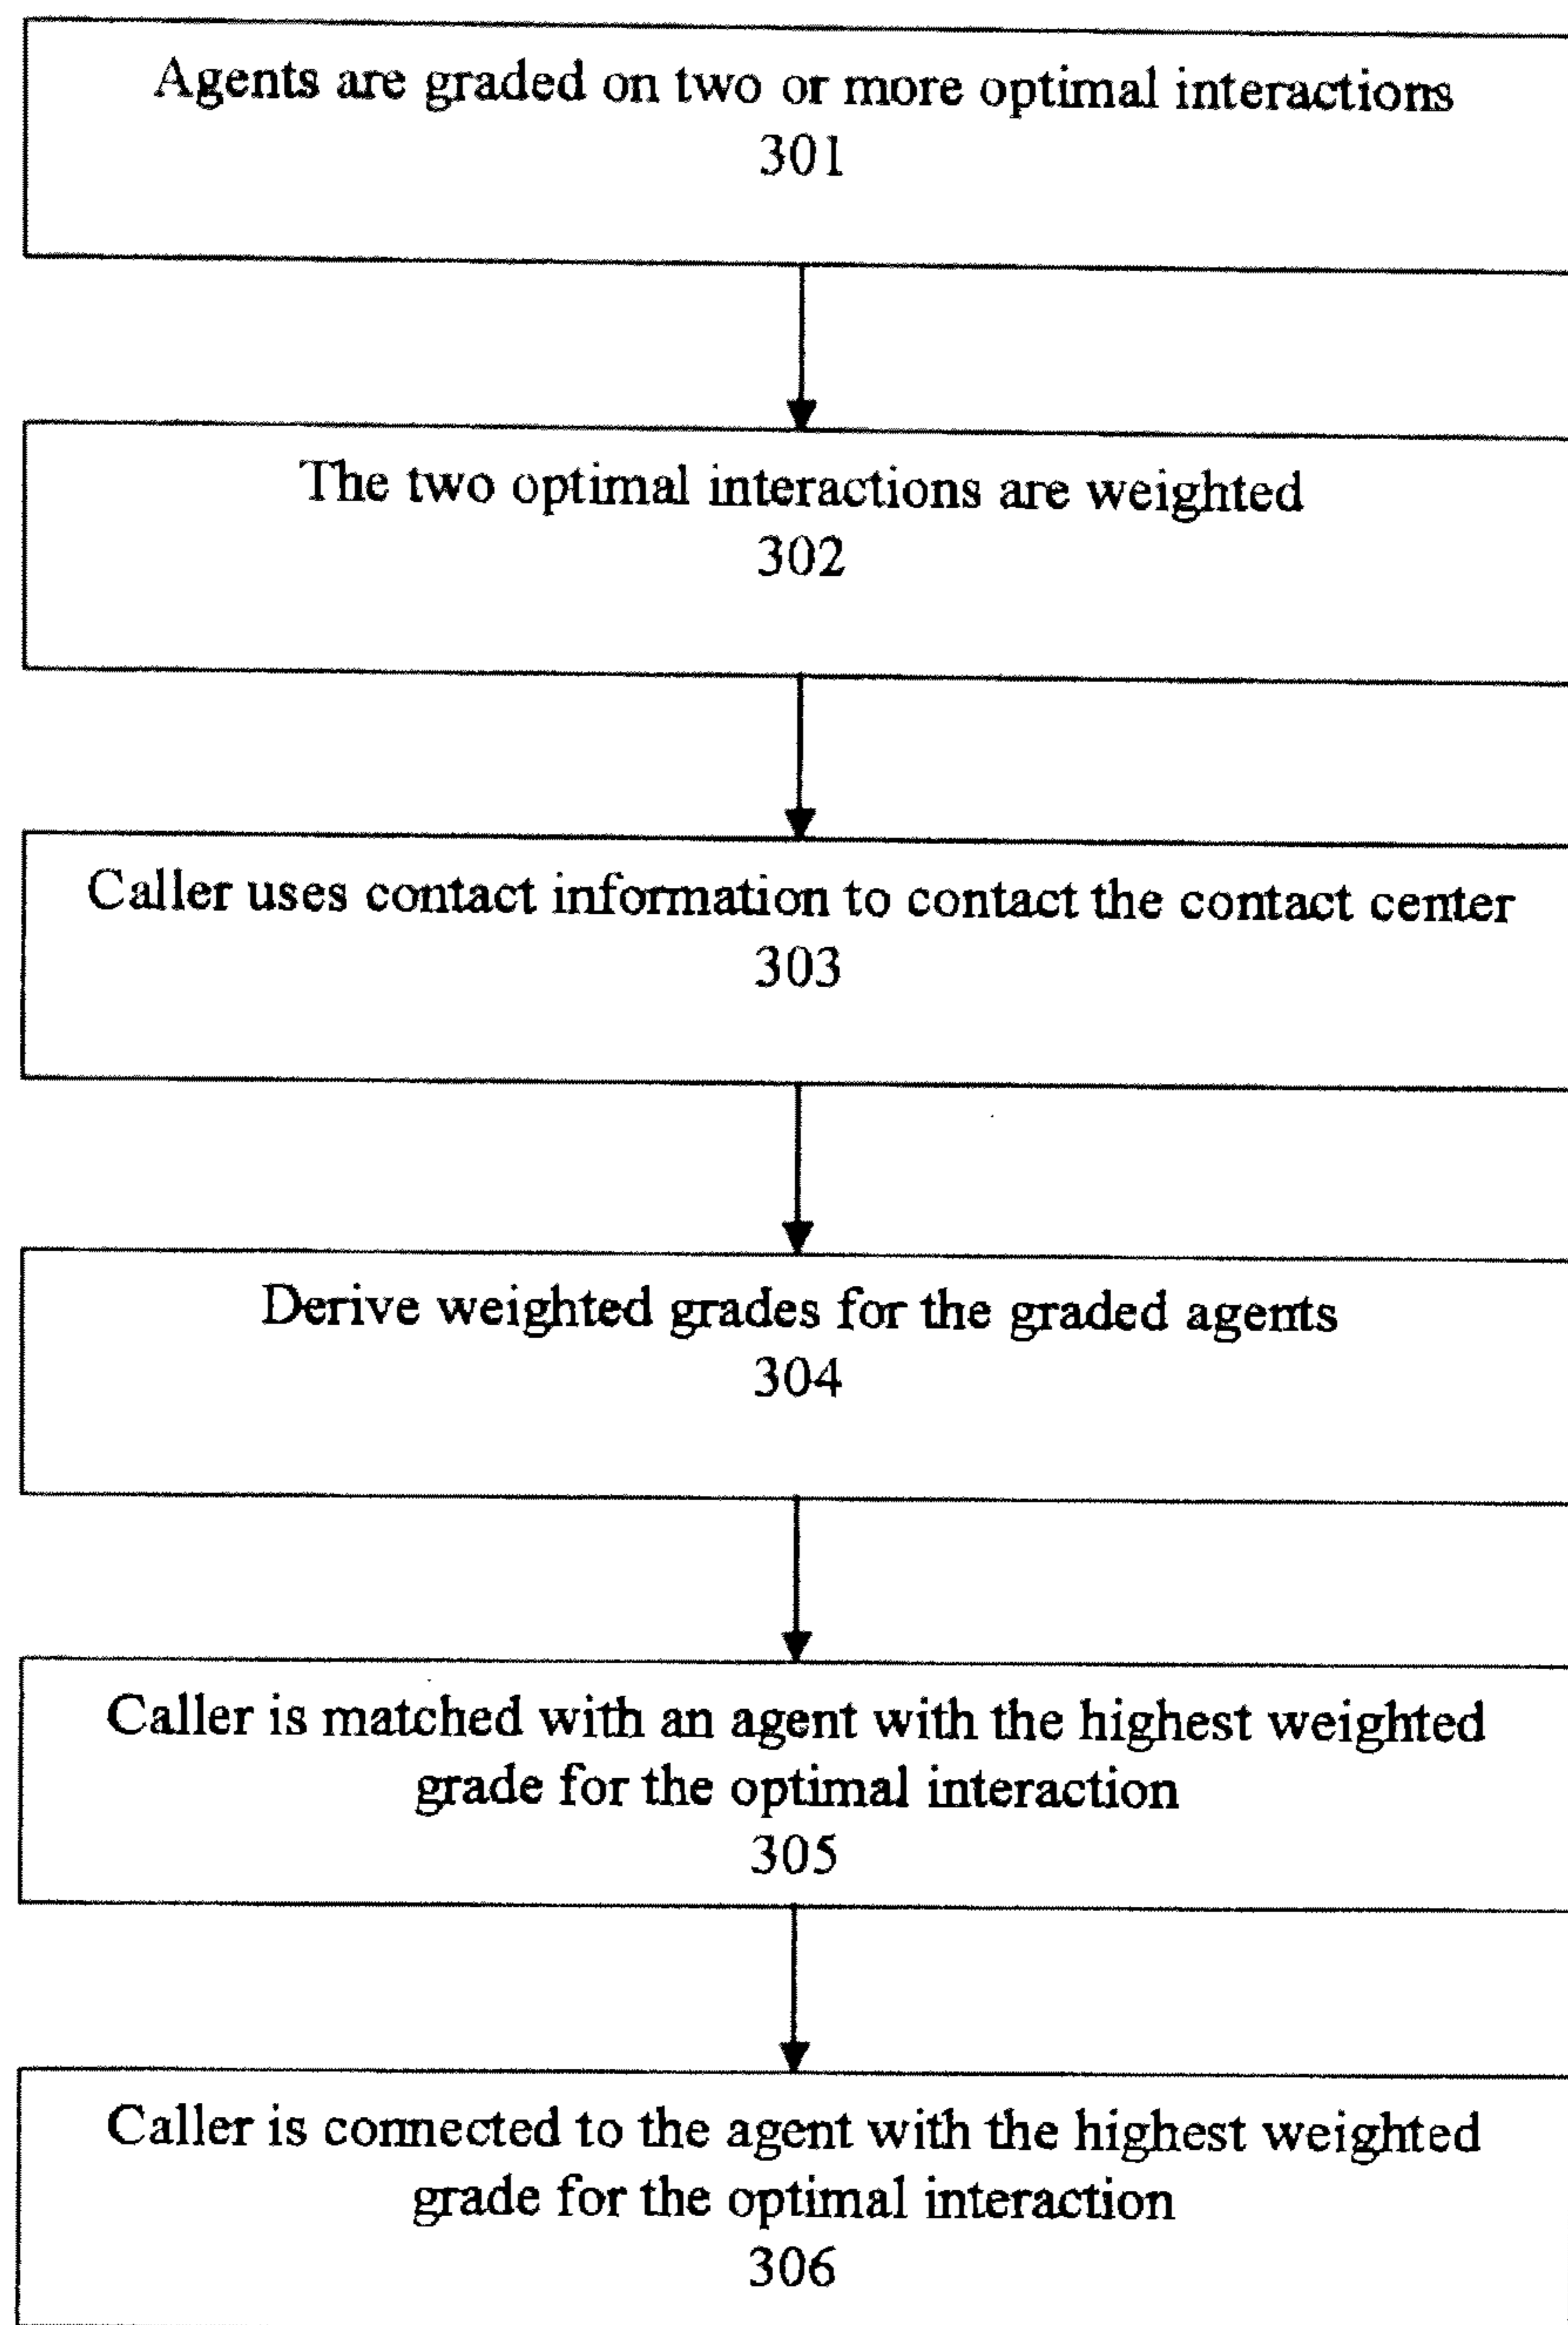 Agents are graded on two or more optimal interactions
301
The two optimal interactions are weighted
302
Caller uses contact information to contact the contact center
303
Derive weighted grades for the graded agents
304
Caller is matched with an agent with the highest weighted
grade for the optimal interaction
305
Caller is connected to the agent with the highest weighted
grade for the optimal interaction
306